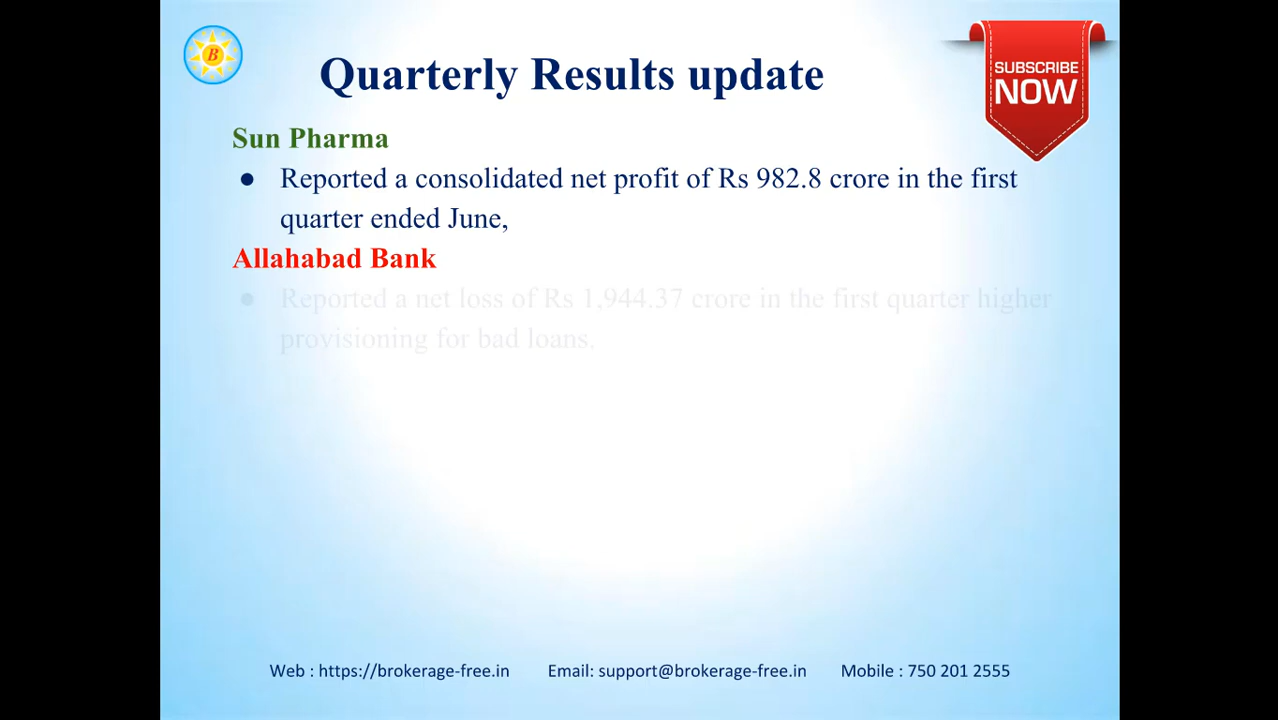 B
Quarterly Results update
SUBSCRIBE
NOW
Sun Pharma
● Reported a consolidated net profit of Rs 982.8 crore in the first
quarter ended June,
Allahabad Bank
● Reported a net loss of Rs 1,944.37 crore in the first quarter higher
provisioning for bad loans.
Web : https://brokerage-free.in Email: support@brokerage-free.in Mobile : 750 201 2555